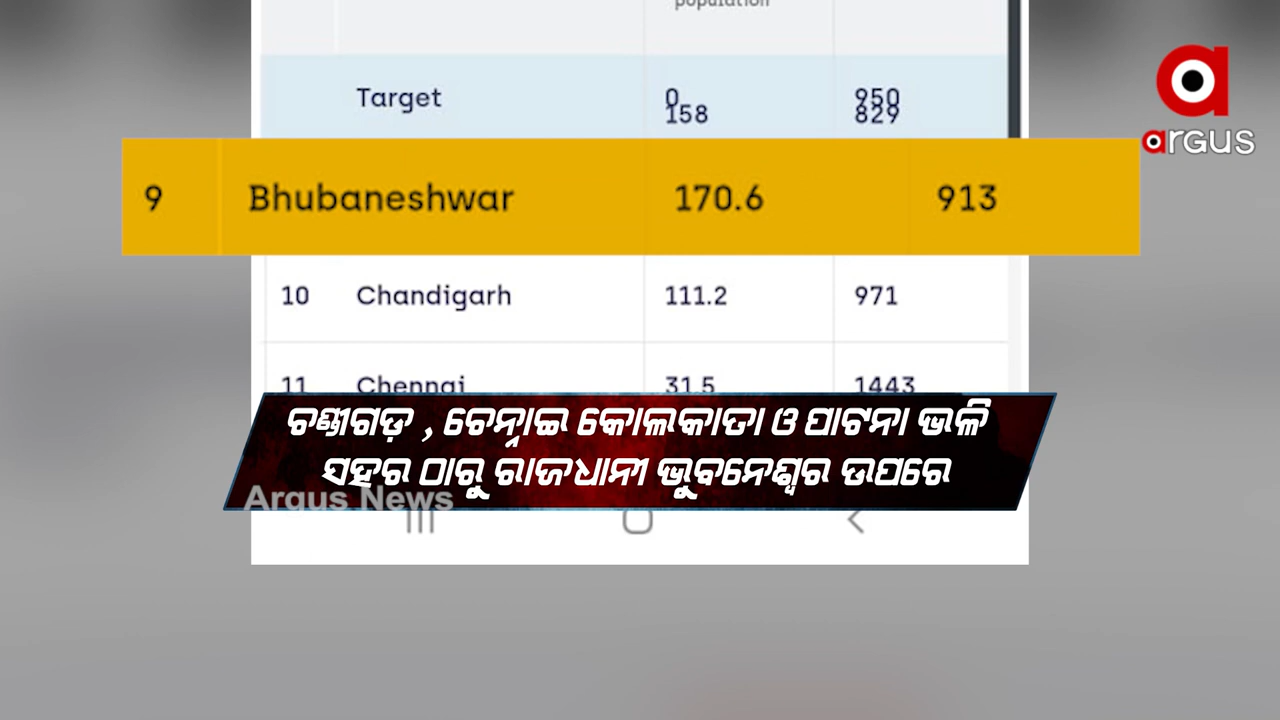 population
Target 0 950
158 829
argus
9 Bhubaneshwar 170.6 913
10 Chandigarh 111.2 971
11 Chennai 31.5 1443
ଚଣ୍ଡୀଗଡ଼ , ଚେନ୍ନାଇ କୋଲକାତା ଓ ପାଟନା ଭଳି
ସହର ଠାରୁ ରାଜଧାନୀ ଭୁବନେଶ୍ୱର ଉପରେ
Argus News